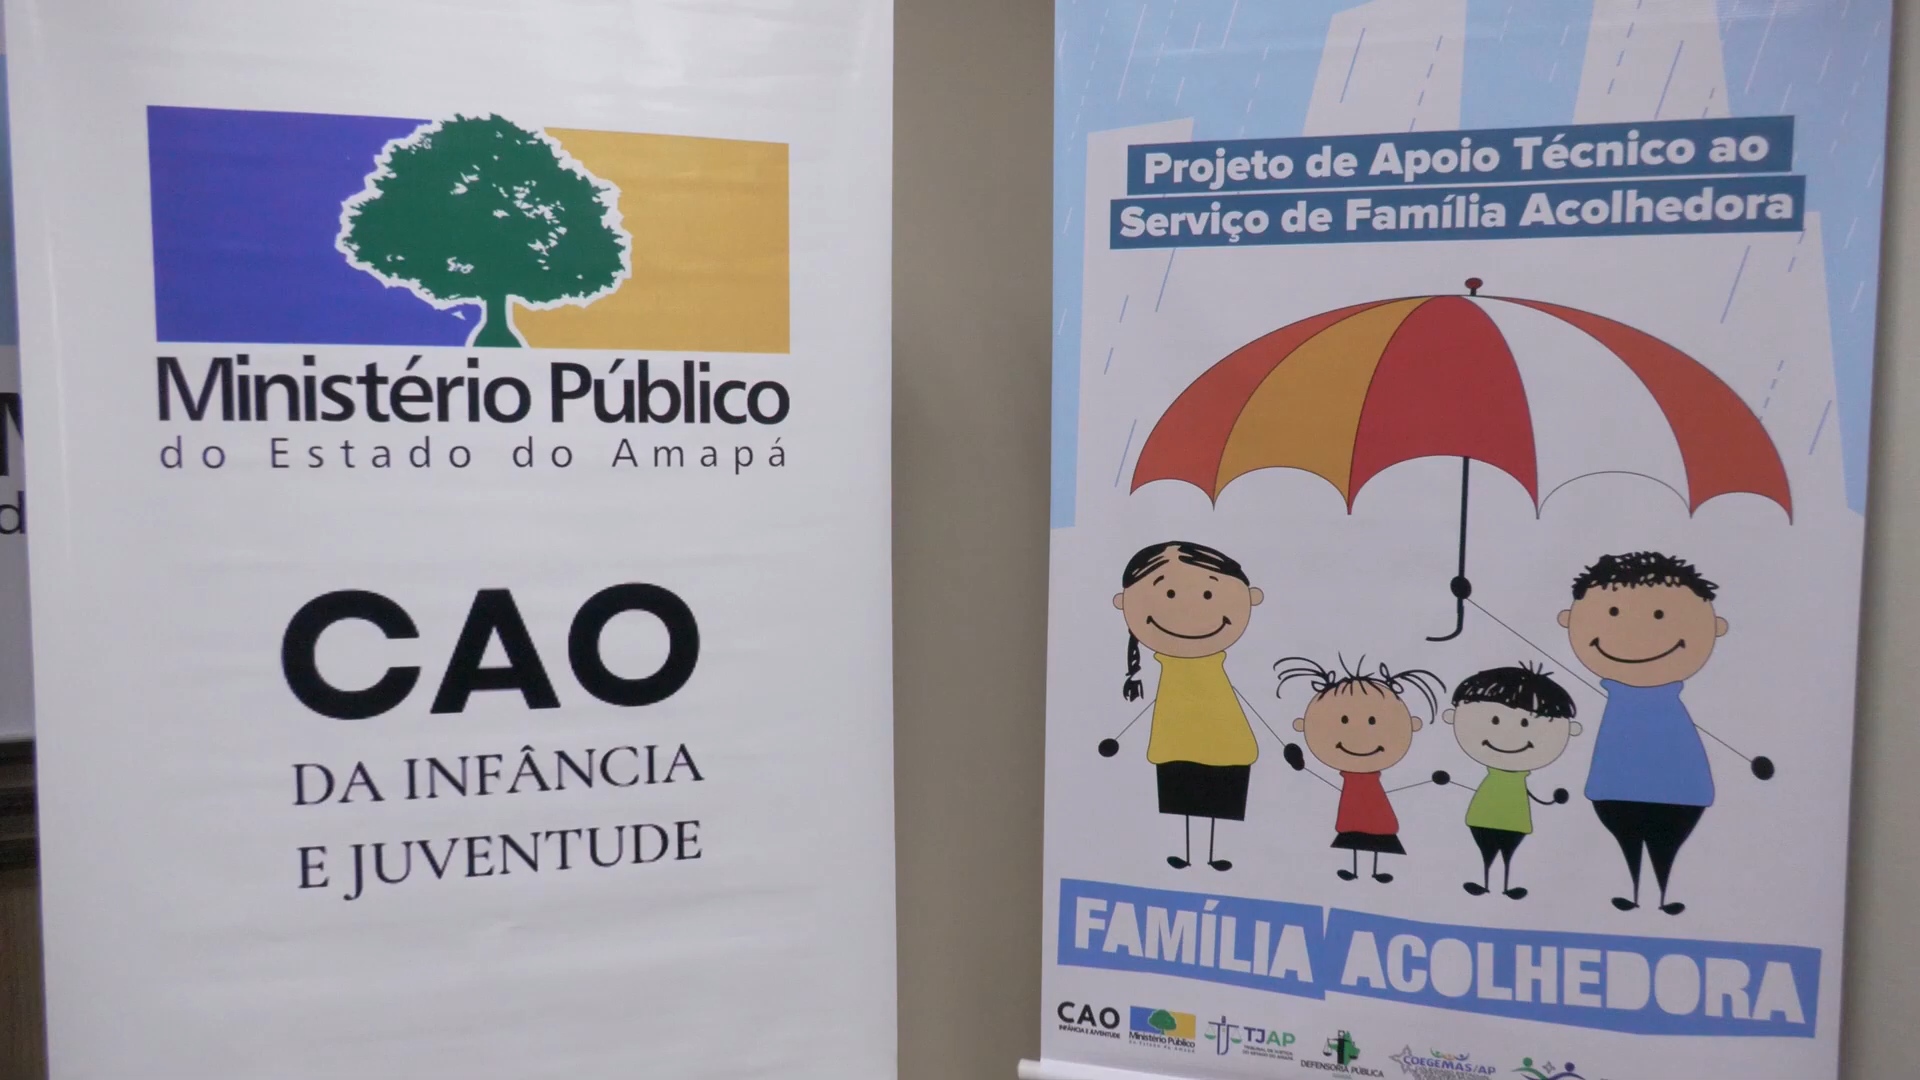 Ministério Público
do Estado do Amapá
CAO
DA INFÂNCIA
E JUVENTUDE
Projeto de Apoio Técnico ao
Serviço de Família Acolhedora
FAMÍLIA ACOLHEDORA
CAO
INFÂNCIA E JUVENTUDE
Ministério Público
do Estado do Amapá
TJAP
TRIBUNAL DE JUSTIÇA
DO ESTADO DO AMAPÁ
DEFENSORIA PÚBLICA
COEGEMAS/AP